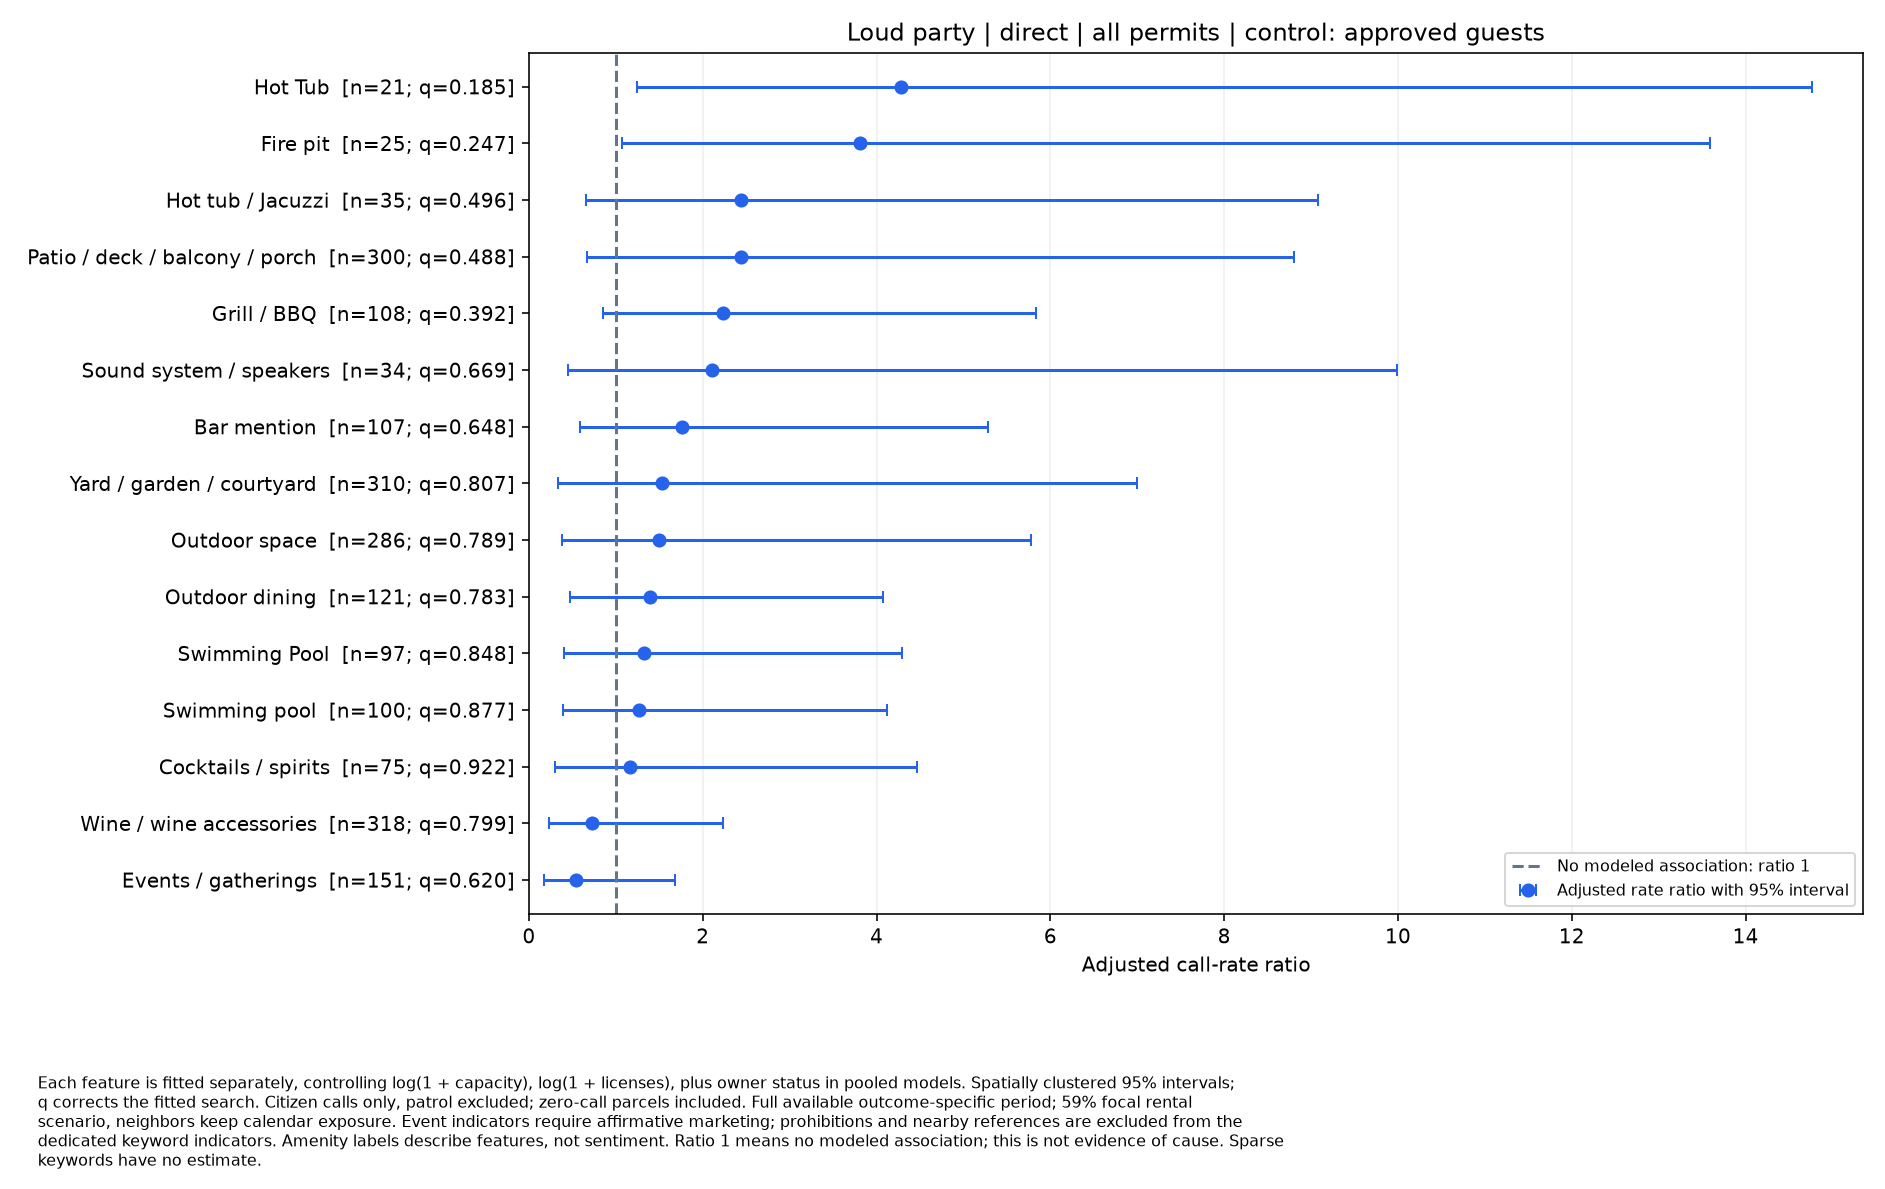 Loud party | direct | all permits | control: approved guests
Hot Tub [n=21; q=0.185]
Fire pit [n=25; q=0.247]
Hot tub / Jacuzzi [n=35; q=0.496]
Patio / deck / balcony / porch [n=300; q=0.488]
Grill / BBQ [n=108; q=0.392]
Sound system / speakers [n=34; q=0.669]
Bar mention [n=107; q=0.648]
Yard / garden / courtyard [n=310; q=0.807]
Outdoor space [n=286; q=0.789]
Outdoor dining [n=121; q=0.783]
Swimming Pool [n=97; q=0.848]
Swimming pool [n=100; q=0.877]
Cocktails / spirits [n=75; q=0.922]
Wine / wine accessories [n=318; q=0.799]
Events / gatherings [n=151; q=0.620]
No modeled association: ratio 1
Adjusted rate ratio with 95% interval
0 2 4 6 8 10 12 14
Adjusted call-rate ratio
Each feature is fitted separately, controlling log(1 + capacity), log(1 + licenses), plus owner status in pooled models. Spatially clustered 95% intervals;
q corrects the fitted search. Citizen calls only, patrol excluded; zero-call parcels included. Full available outcome-specific period; 59% focal rental
scenario, neighbors keep calendar exposure. Event indicators require affirmative marketing; prohibitions and nearby references are excluded from the
dedicated keyword indicators. Amenity labels describe features, not sentiment. Ratio 1 means no modeled association; this is not evidence of cause. Sparse
keywords have no estimate.